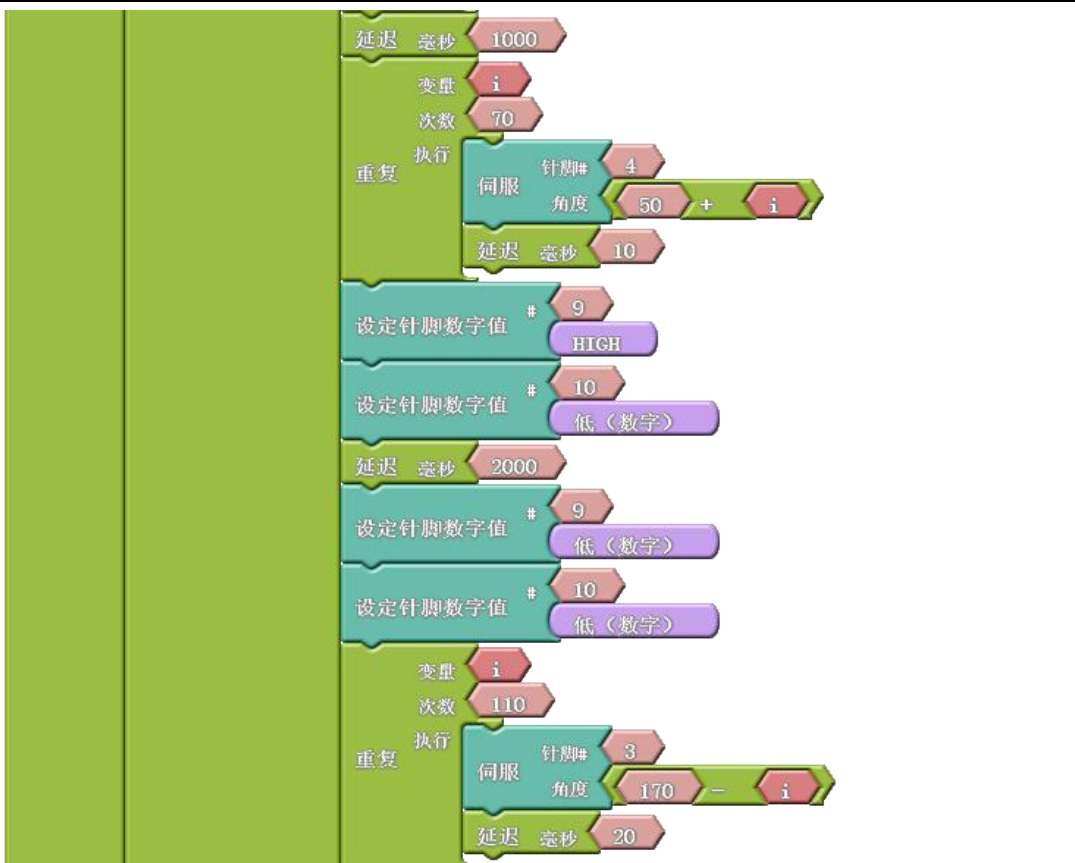 延迟 毫秒 1000
变量 i
次数 70
执行
重复
伺服
针脚# 4
角度 50 + i
延迟 毫秒 10
设定针脚数字值 # 9
HIGH
设定针脚数字值 # 10
低（数字）
延迟 毫秒 2000
设定针脚数字值 # 9
低（数字）
设定针脚数字值 # 10
低（数字）
变量 i
次数 110
执行
重复
伺服
针脚# 3
角度 170 - i
延迟 毫秒 20